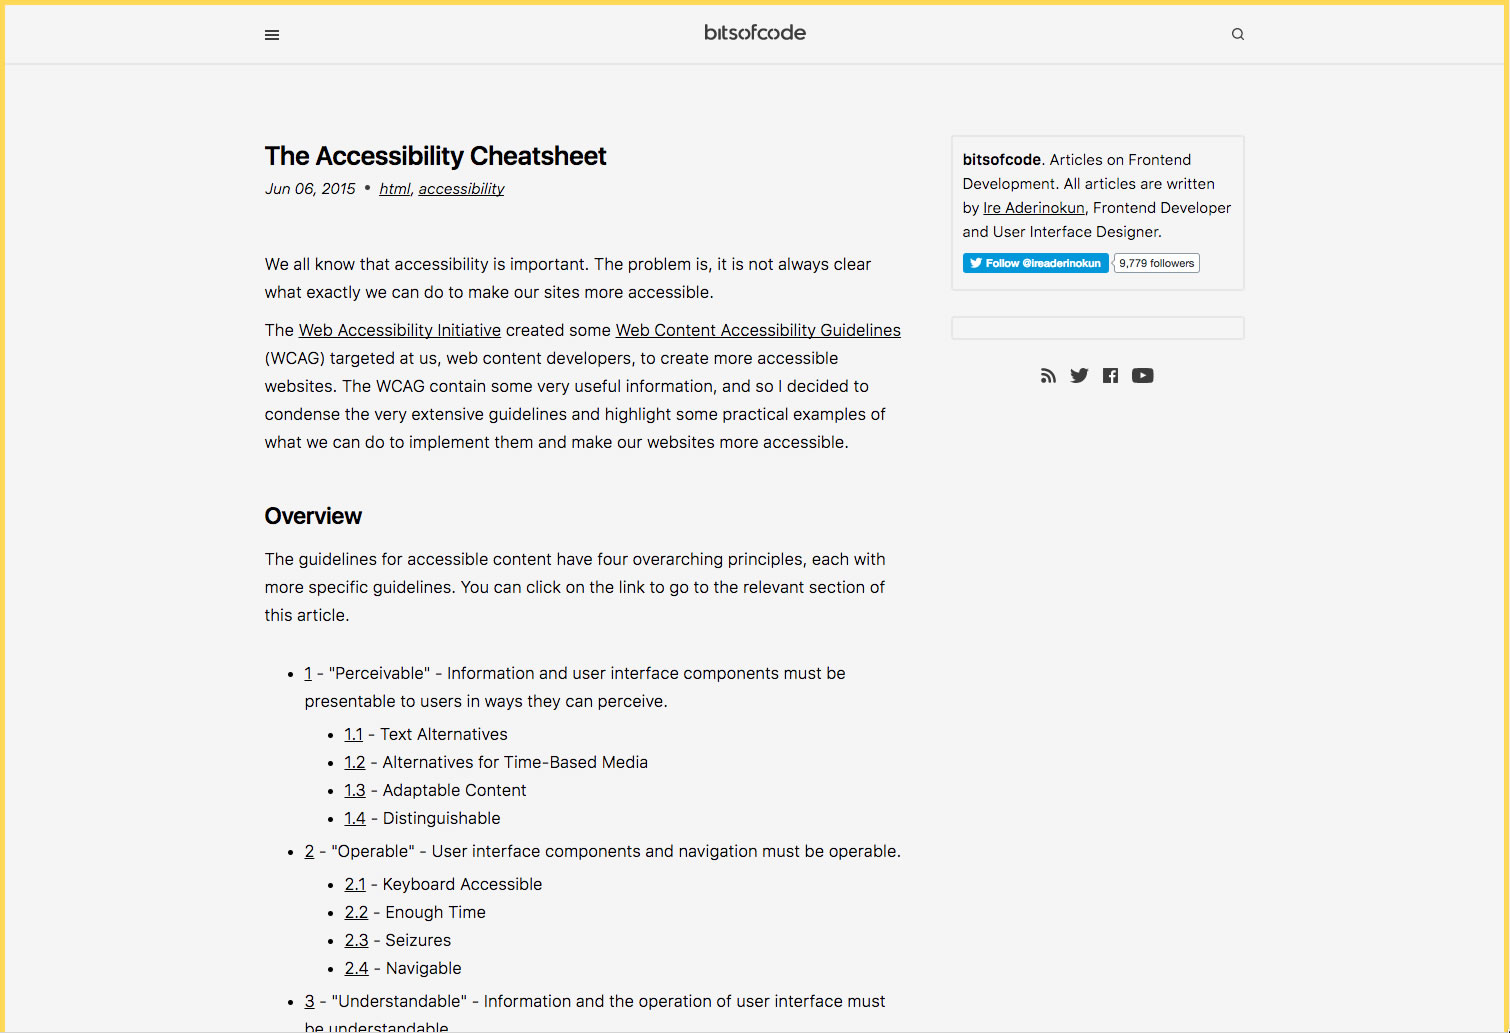 bitsofcode
The Accessibility Cheatsheet
Jun 06, 2015 • html, accessibility
We all know that accessibility is important. The problem is, it is not always clear
what exactly we can do to make our sites more accessible.
The Web Accessibility Initiative created some Web Content Accessibility Guidelines
(WCAG) targeted at us, web content developers, to create more accessible
websites. The WCAG contain some very useful information, and so I decided to
condense the very extensive guidelines and highlight some practical examples of
what we can do to implement them and make our websites more accessible.
Overview
The guidelines for accessible content have four overarching principles, each with
more specific guidelines. You can click on the link to go to the relevant section of
this article.
• 1 - "Perceivable" - Information and user interface components must be
presentable to users in ways they can perceive.
• 1.1 - Text Alternatives
• 1.2 - Alternatives for Time-Based Media
• 1.3 - Adaptable Content
• 1.4 - Distinguishable
• 2 - "Operable" - User interface components and navigation must be operable.
• 2.1 - Keyboard Accessible
• 2.2 - Enough Time
• 2.3 - Seizures
• 2.4 - Navigable
• 3 - "Understandable" - Information and the operation of user interface must
be understandable
bitsofcode. Articles on Frontend
Development. All articles are written
by Ire Aderinokun, Frontend Developer
and User Interface Designer.
Follow @ireaderinokun 9,779 followers